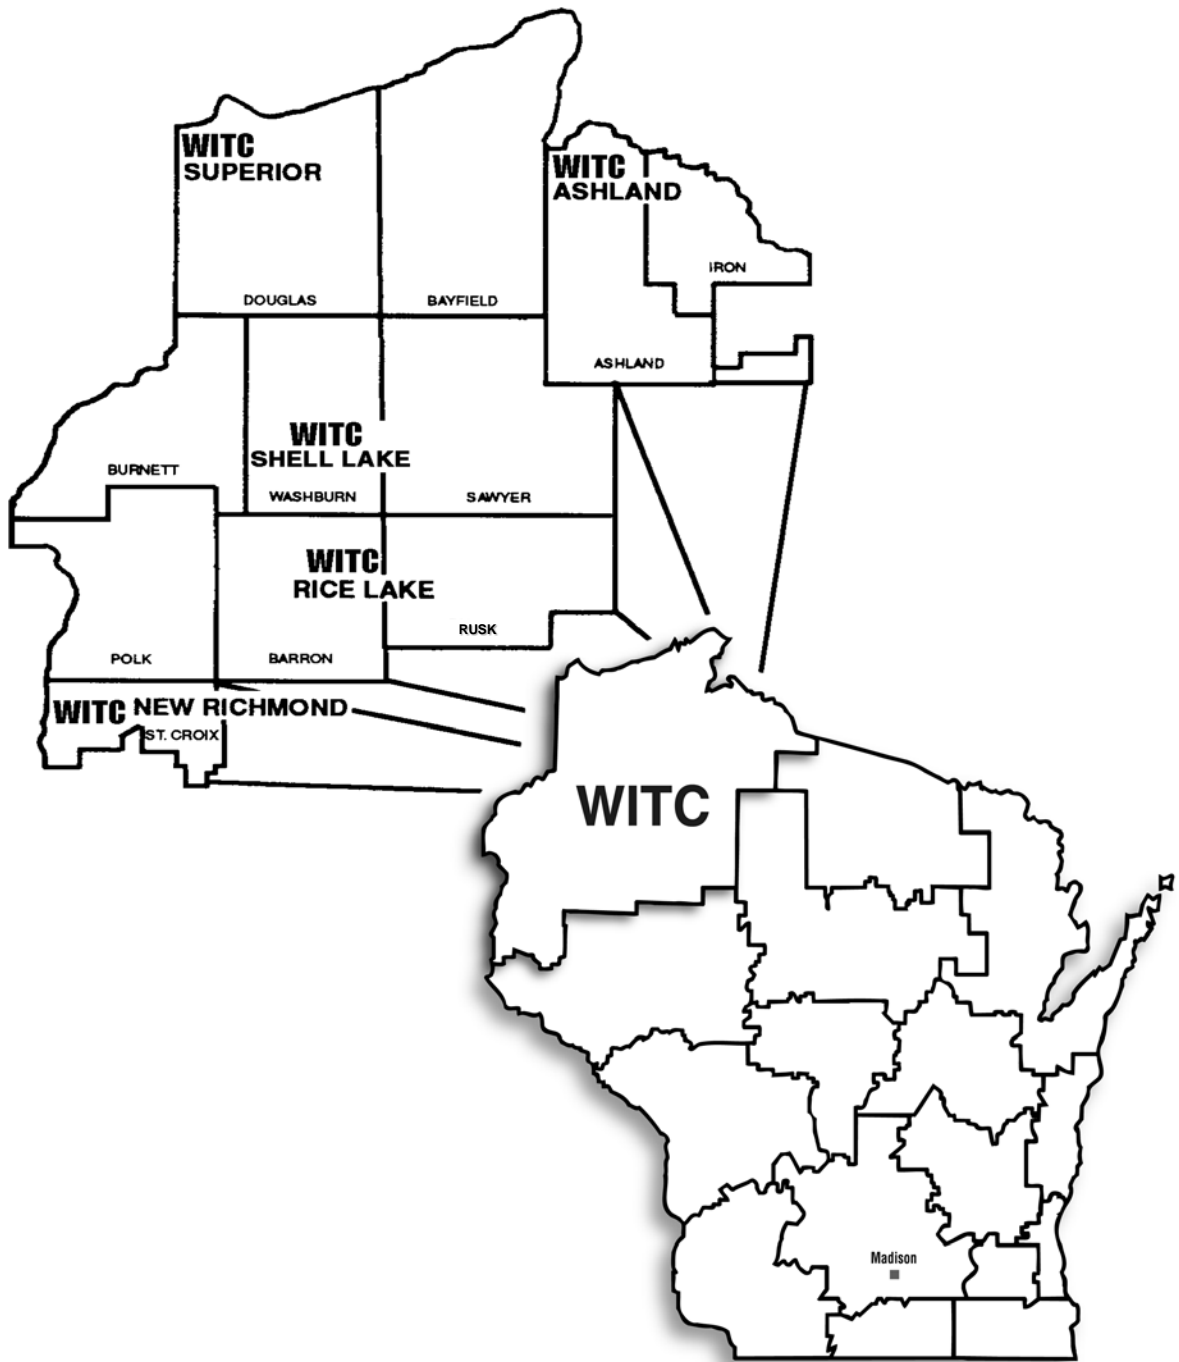 WITC
SUPERIOR
WITC
ASHLAND
IRON
DOUGLAS
BAYFIELD
ASHLAND
WITC
SHELL LAKE
BURNETT
WASHBURN
SAWYER
WITC
RICE LAKE
RUSK
POLK
BARRON
WITC NEW RICHMOND
ST. CROIX
WITC
Madison